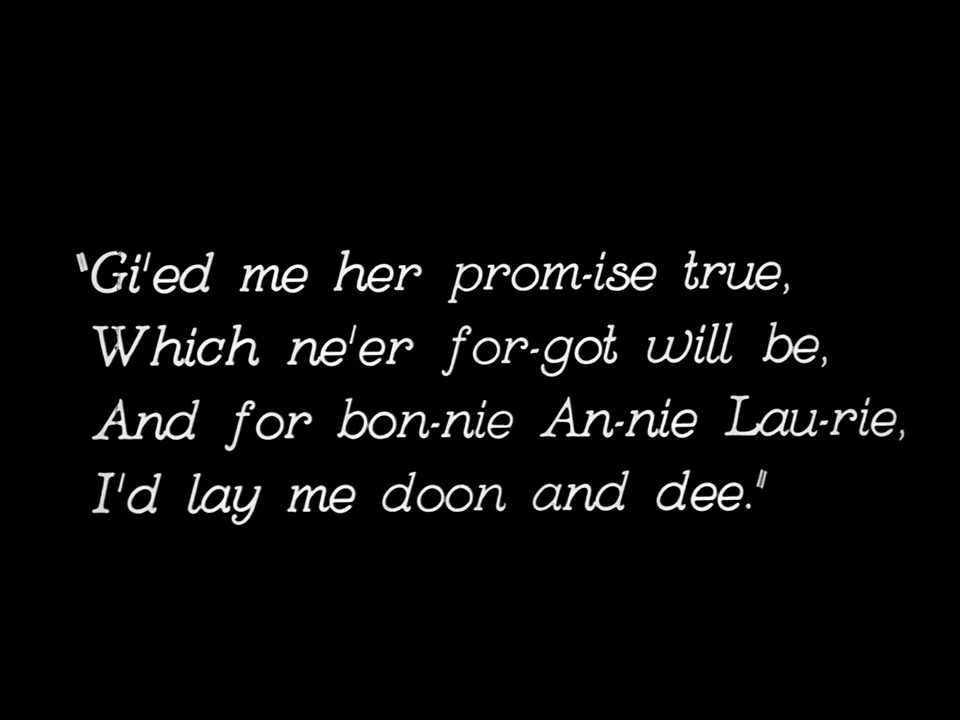 "Gi'ed me her prom-ise true,
Which ne'er for-got will be,
And for bon-nie An-nie Lau-rie,
I'd lay me doon and dee."